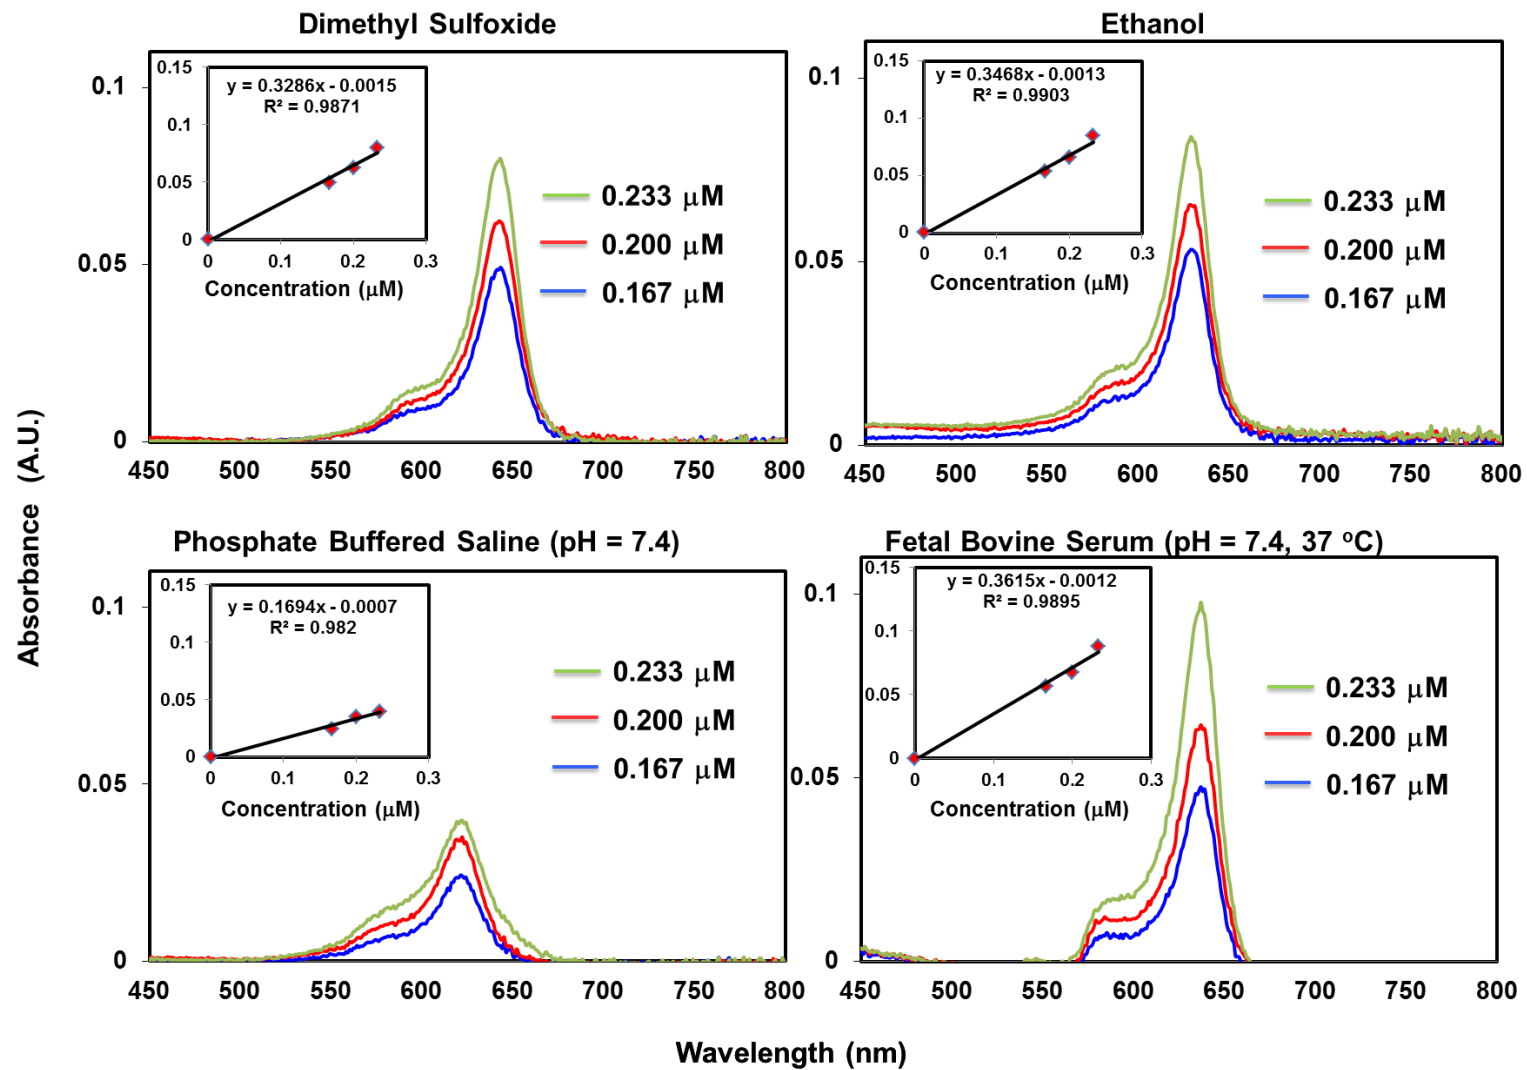 Dimethyl Sulfoxide
0.15
y = 0.3286x - 0.0015
R² = 0.9871
0.1
0.1
0.05
0
0
0.1
0.2
0.3
Concentration (μM)
0.233 μM
0.200 μM
0.167 μM
0.05
0
450
500
550
600
650
700
750
800
Ethanol
0.15
y = 0.3468x - 0.0013
R² = 0.9903
0.1
0.1
0.05
0
0
0.1
0.2
0.3
Concentration (μM)
0.233 μM
0.200 μM
0.167 μM
0.05
0
450
500
550
600
650
700
750
800
Absorbance (A.U.)
Phosphate Buffered Saline (pH = 7.4)
0.15
y = 0.1694x - 0.0007
R² = 0.982
0.1
0.1
0.05
0
0
0.1
0.2
0.3
Concentration (μM)
0.233 μM
0.200 μM
0.167 μM
0.05
0
450
500
550
600
650
700
750
800
Fetal Bovine Serum (pH = 7.4, 37 °C)
0.15
y = 0.3615x - 0.0012
R² = 0.9895
0.1
0.1
0.05
0
0
0.1
0.2
0.3
Concentration (μM)
0.233 μM
0.200 μM
0.167 μM
0.05
0
450
500
550
600
650
700
750
800
Wavelength (nm)